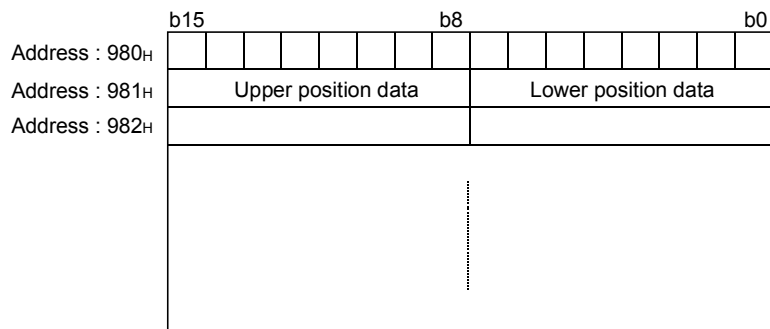 b15 b8 b0
Address : 980H
Address : 981H Upper position data Lower position data
Address : 982H